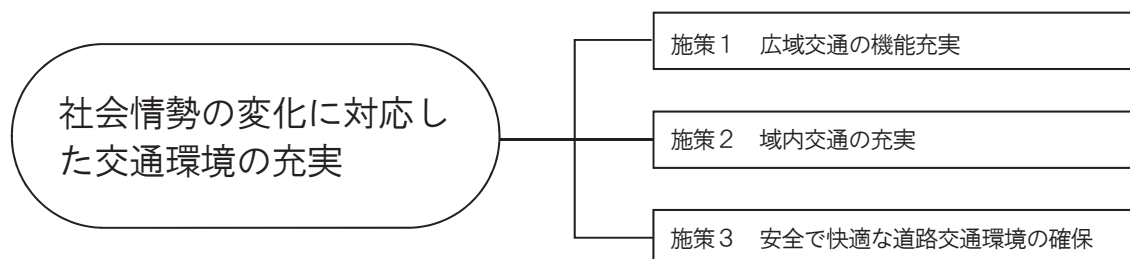 社会情勢の変化に対応し
た交通環境の充実
施策1　広域交通の機能充実
施策2　域内交通の充実
施策3　安全で快適な道路交通環境の確保